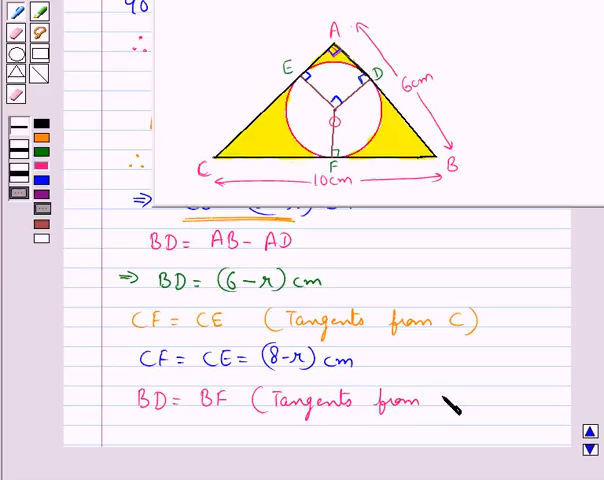 90
∴
A
E
D
6cm
O
C
F
B
10cm
∴
⇒
BD = AB - AD
⇒ BD = (6-r) cm
CF = CE (Tangents from C)
CF = CE = (8-r) cm
BD = BF (Tangents from